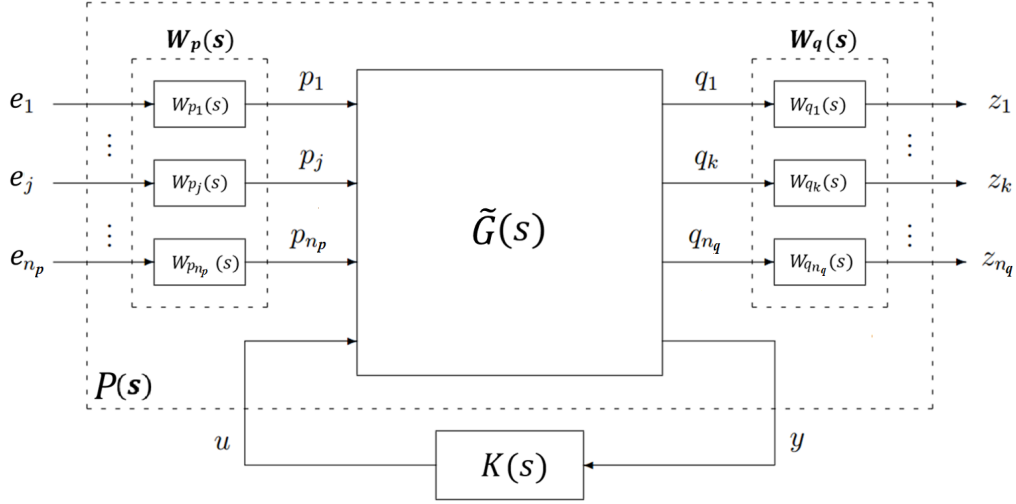 W_p(s) W_q(s)
e_1 W_{p_1}(s) p_1 q_1 W_{q_1}(s) z_1
⋮ ⋮
e_j W_{p_j}(s) p_j q_k W_{q_k}(s) z_k
G̃(s)
⋮ ⋮
e_{n_p} W_{p_{n_p}}(s) p_{n_p} q_{n_q} W_{q_{n_q}}(s) z_{n_q}
P(s)
u K(s) y